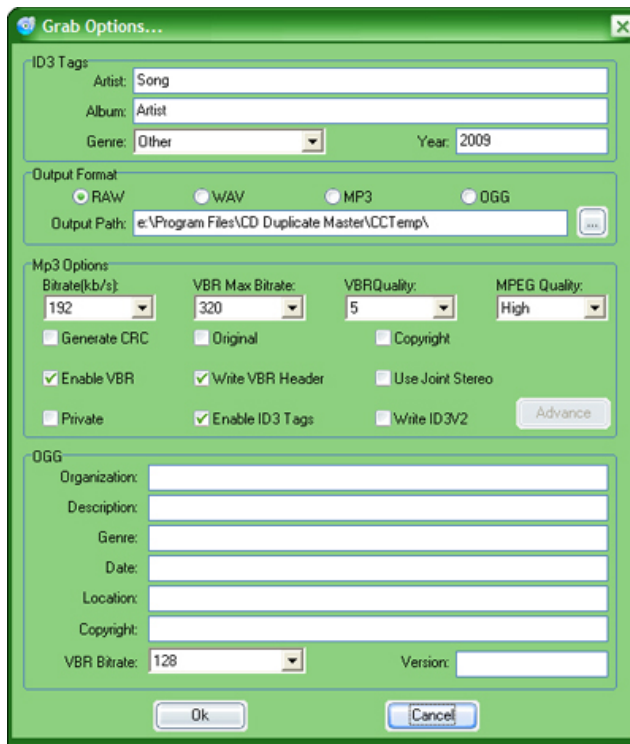 Grab Options...
ID3 Tags
Artist: Song
Album: Artist
Genre: Other Year: 2009
Output Format
RAW WAV MP3 OGG
Output Path: e:\Program Files\CD Duplicate Master\CCTemp\ ...
Mp3 Options
Bitrate(kb/s): VBR Max Bitrate: VBRQuality: MPEG Quality:
192 320 5 High
Generate CRC Original Copyright
Enable VBR Write VBR Header Use Joint Stereo
Private Enable ID3 Tags Write ID3V2 Advance
OGG
Organization:
Description:
Genre:
Date:
Location:
Copyright:
VBR Bitrate: 128 Version:
Ok Cancel